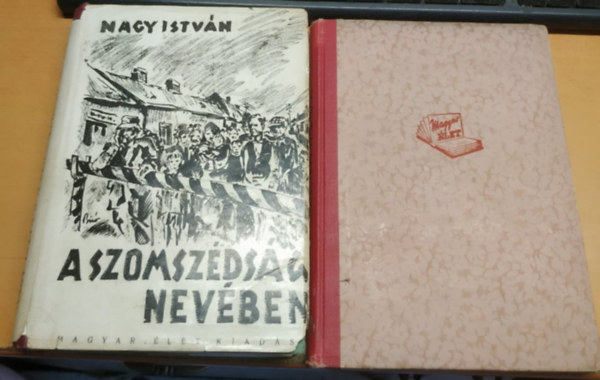 NAGY ISTVÁN
A SZOMSZÉDSÁG
NEVÉBEN
MAGYAR ÉLET KIADÁS
Magyar
ÉLET